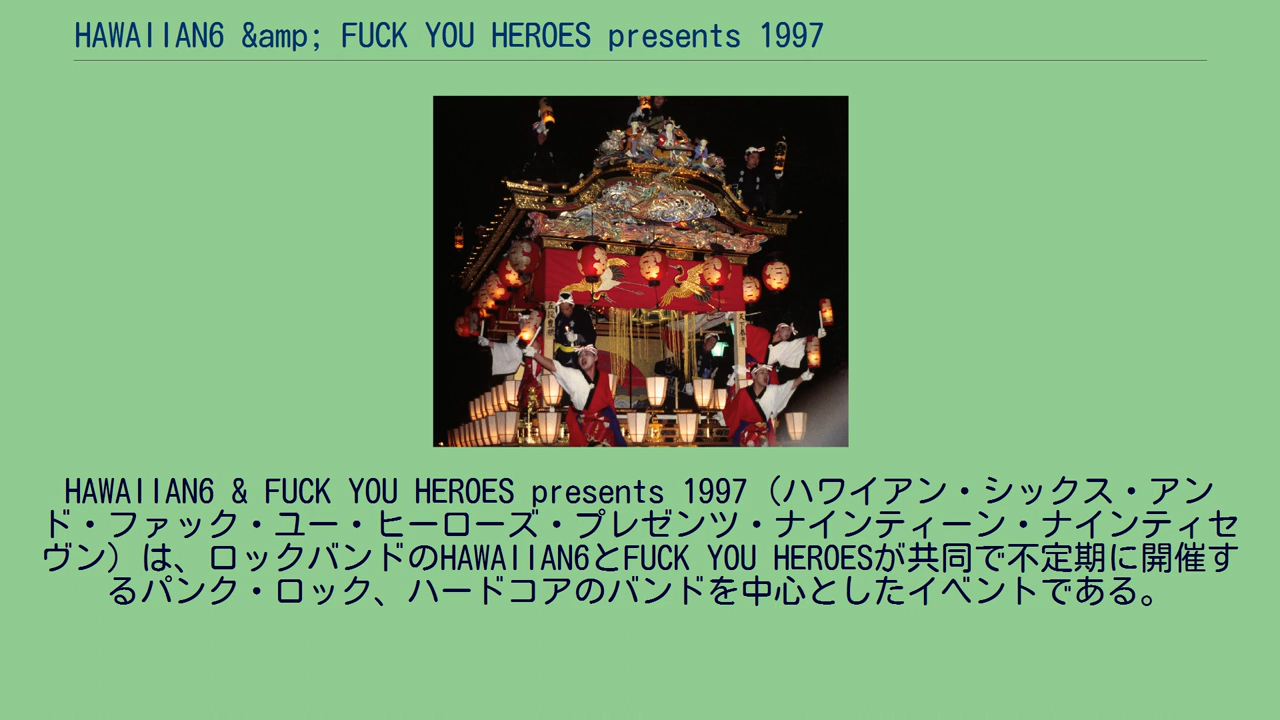 HAWAIIAN6 &amp; FUCK YOU HEROES presents 1997
HAWAIIAN6 & FUCK YOU HEROES presents 1997（ハワイアン・シックス・アン
ド・ファック・ユー・ヒーローズ・プレゼンツ・ナインティーン・ナインティセ
ヴン）は、ロックバンドのHAWAIIAN6とFUCK YOU HEROESが共同で不定期に開催す
るパンク・ロック、ハードコアのバンドを中心としたイベントである。